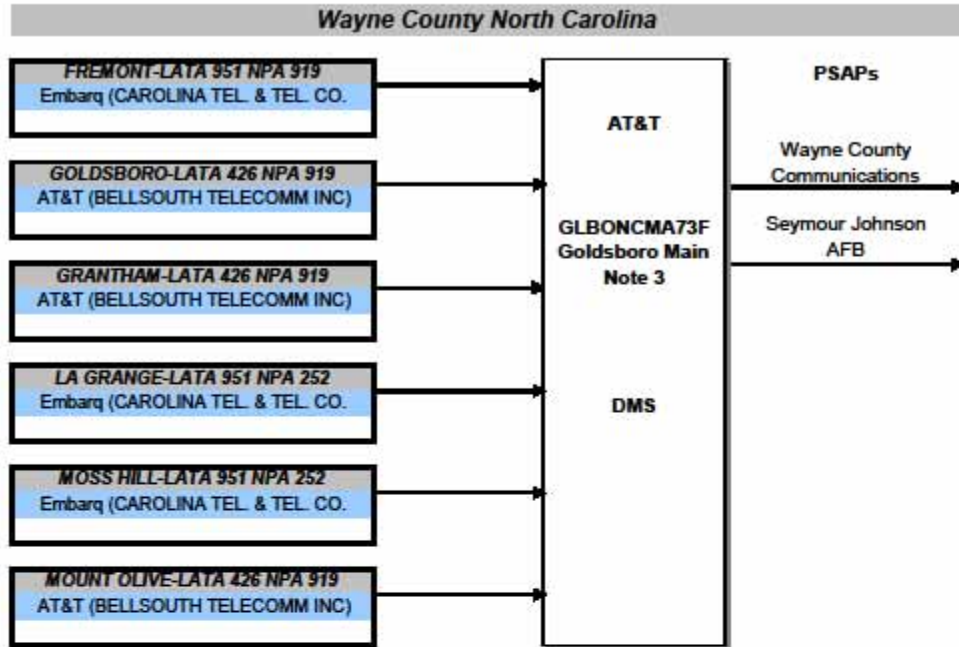 Wayne County North Carolina
FREMONT-LATA 951 NPA 919
Embarq (CAROLINA TEL. & TEL. CO.
GOLDSBORO-LATA 426 NPA 919
AT&T (BELLSOUTH TELECOMM INC)
GRANTHAM-LATA 426 NPA 919
AT&T (BELLSOUTH TELECOMM INC)
LA GRANGE-LATA 951 NPA 252
Embarq (CAROLINA TEL. & TEL. CO.
MOSS HILL-LATA 951 NPA 252
Embarq (CAROLINA TEL. & TEL. CO.
MOUNT OLIVE-LATA 426 NPA 919
AT&T (BELLSOUTH TELECOMM INC)
AT&T
GLBONCMA73F
Goldsboro Main
Note 3
DMS
PSAPs
Wayne County
Communications
Seymour Johnson
AFB